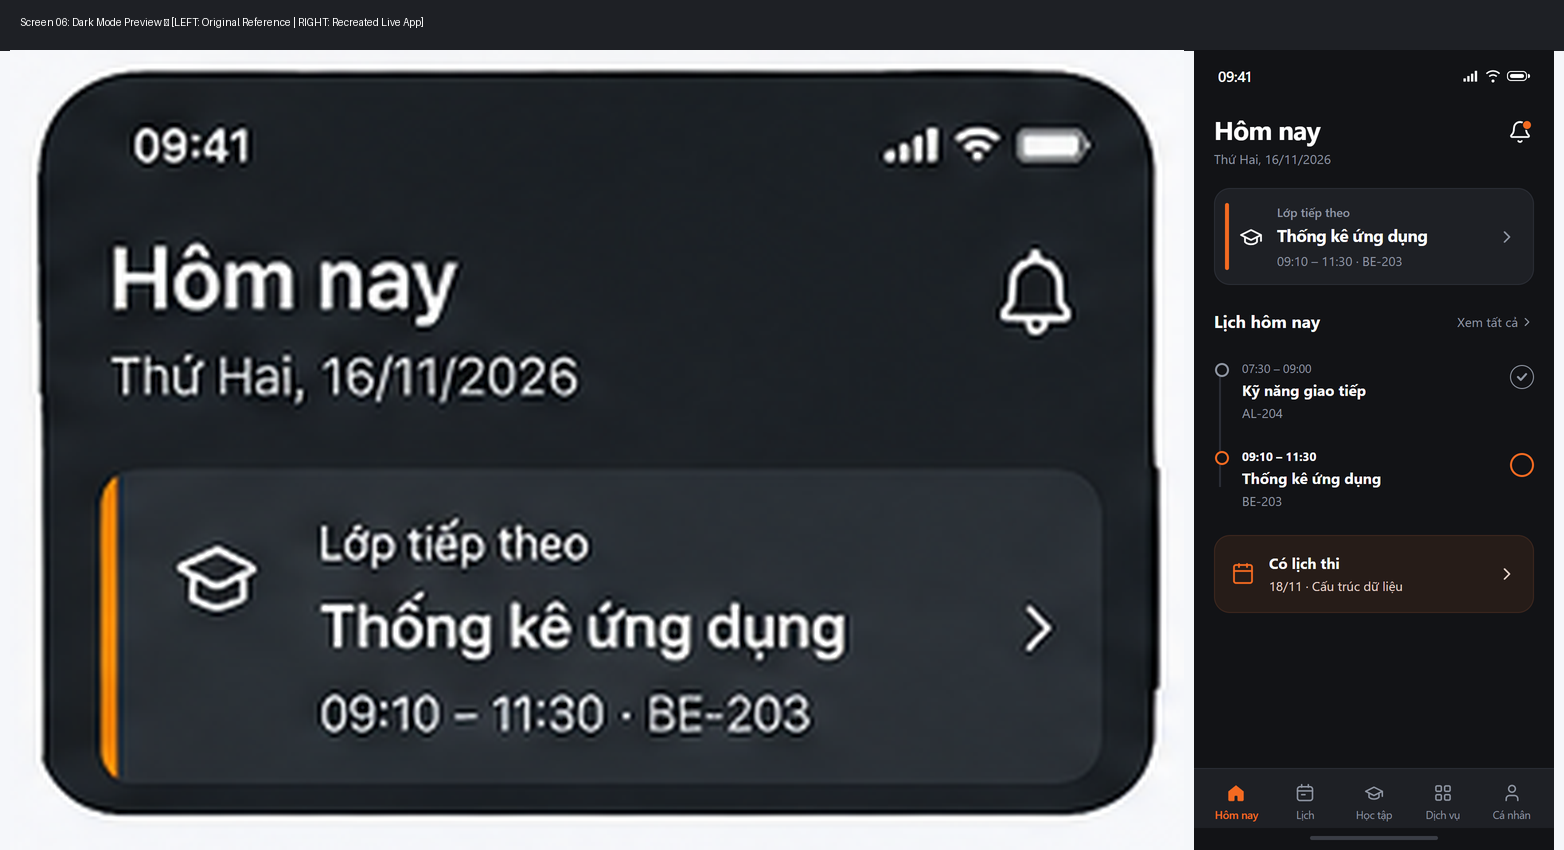 Screen 06: Dark Mode Preview [LEFT: Original Reference | RIGHT: Recreated Live App]
09:41
Hôm nay
Thứ Hai, 16/11/2026
Lớp tiếp theo
Thống kê ứng dụng
09:10 – 11:30 · BE-203
09:41
Hôm nay
Thứ Hai, 16/11/2026
Lớp tiếp theo
Thống kê ứng dụng
09:10 – 11:30 · BE-203
Lịch hôm nay
Xem tất cả
07:30 – 09:00
Kỹ năng giao tiếp
AL-204
09:10 – 11:30
Thống kê ứng dụng
BE-203
Có lịch thi
18/11 · Cấu trúc dữ liệu
Hôm nay
Lịch
Học tập
Dịch vụ
Cá nhân